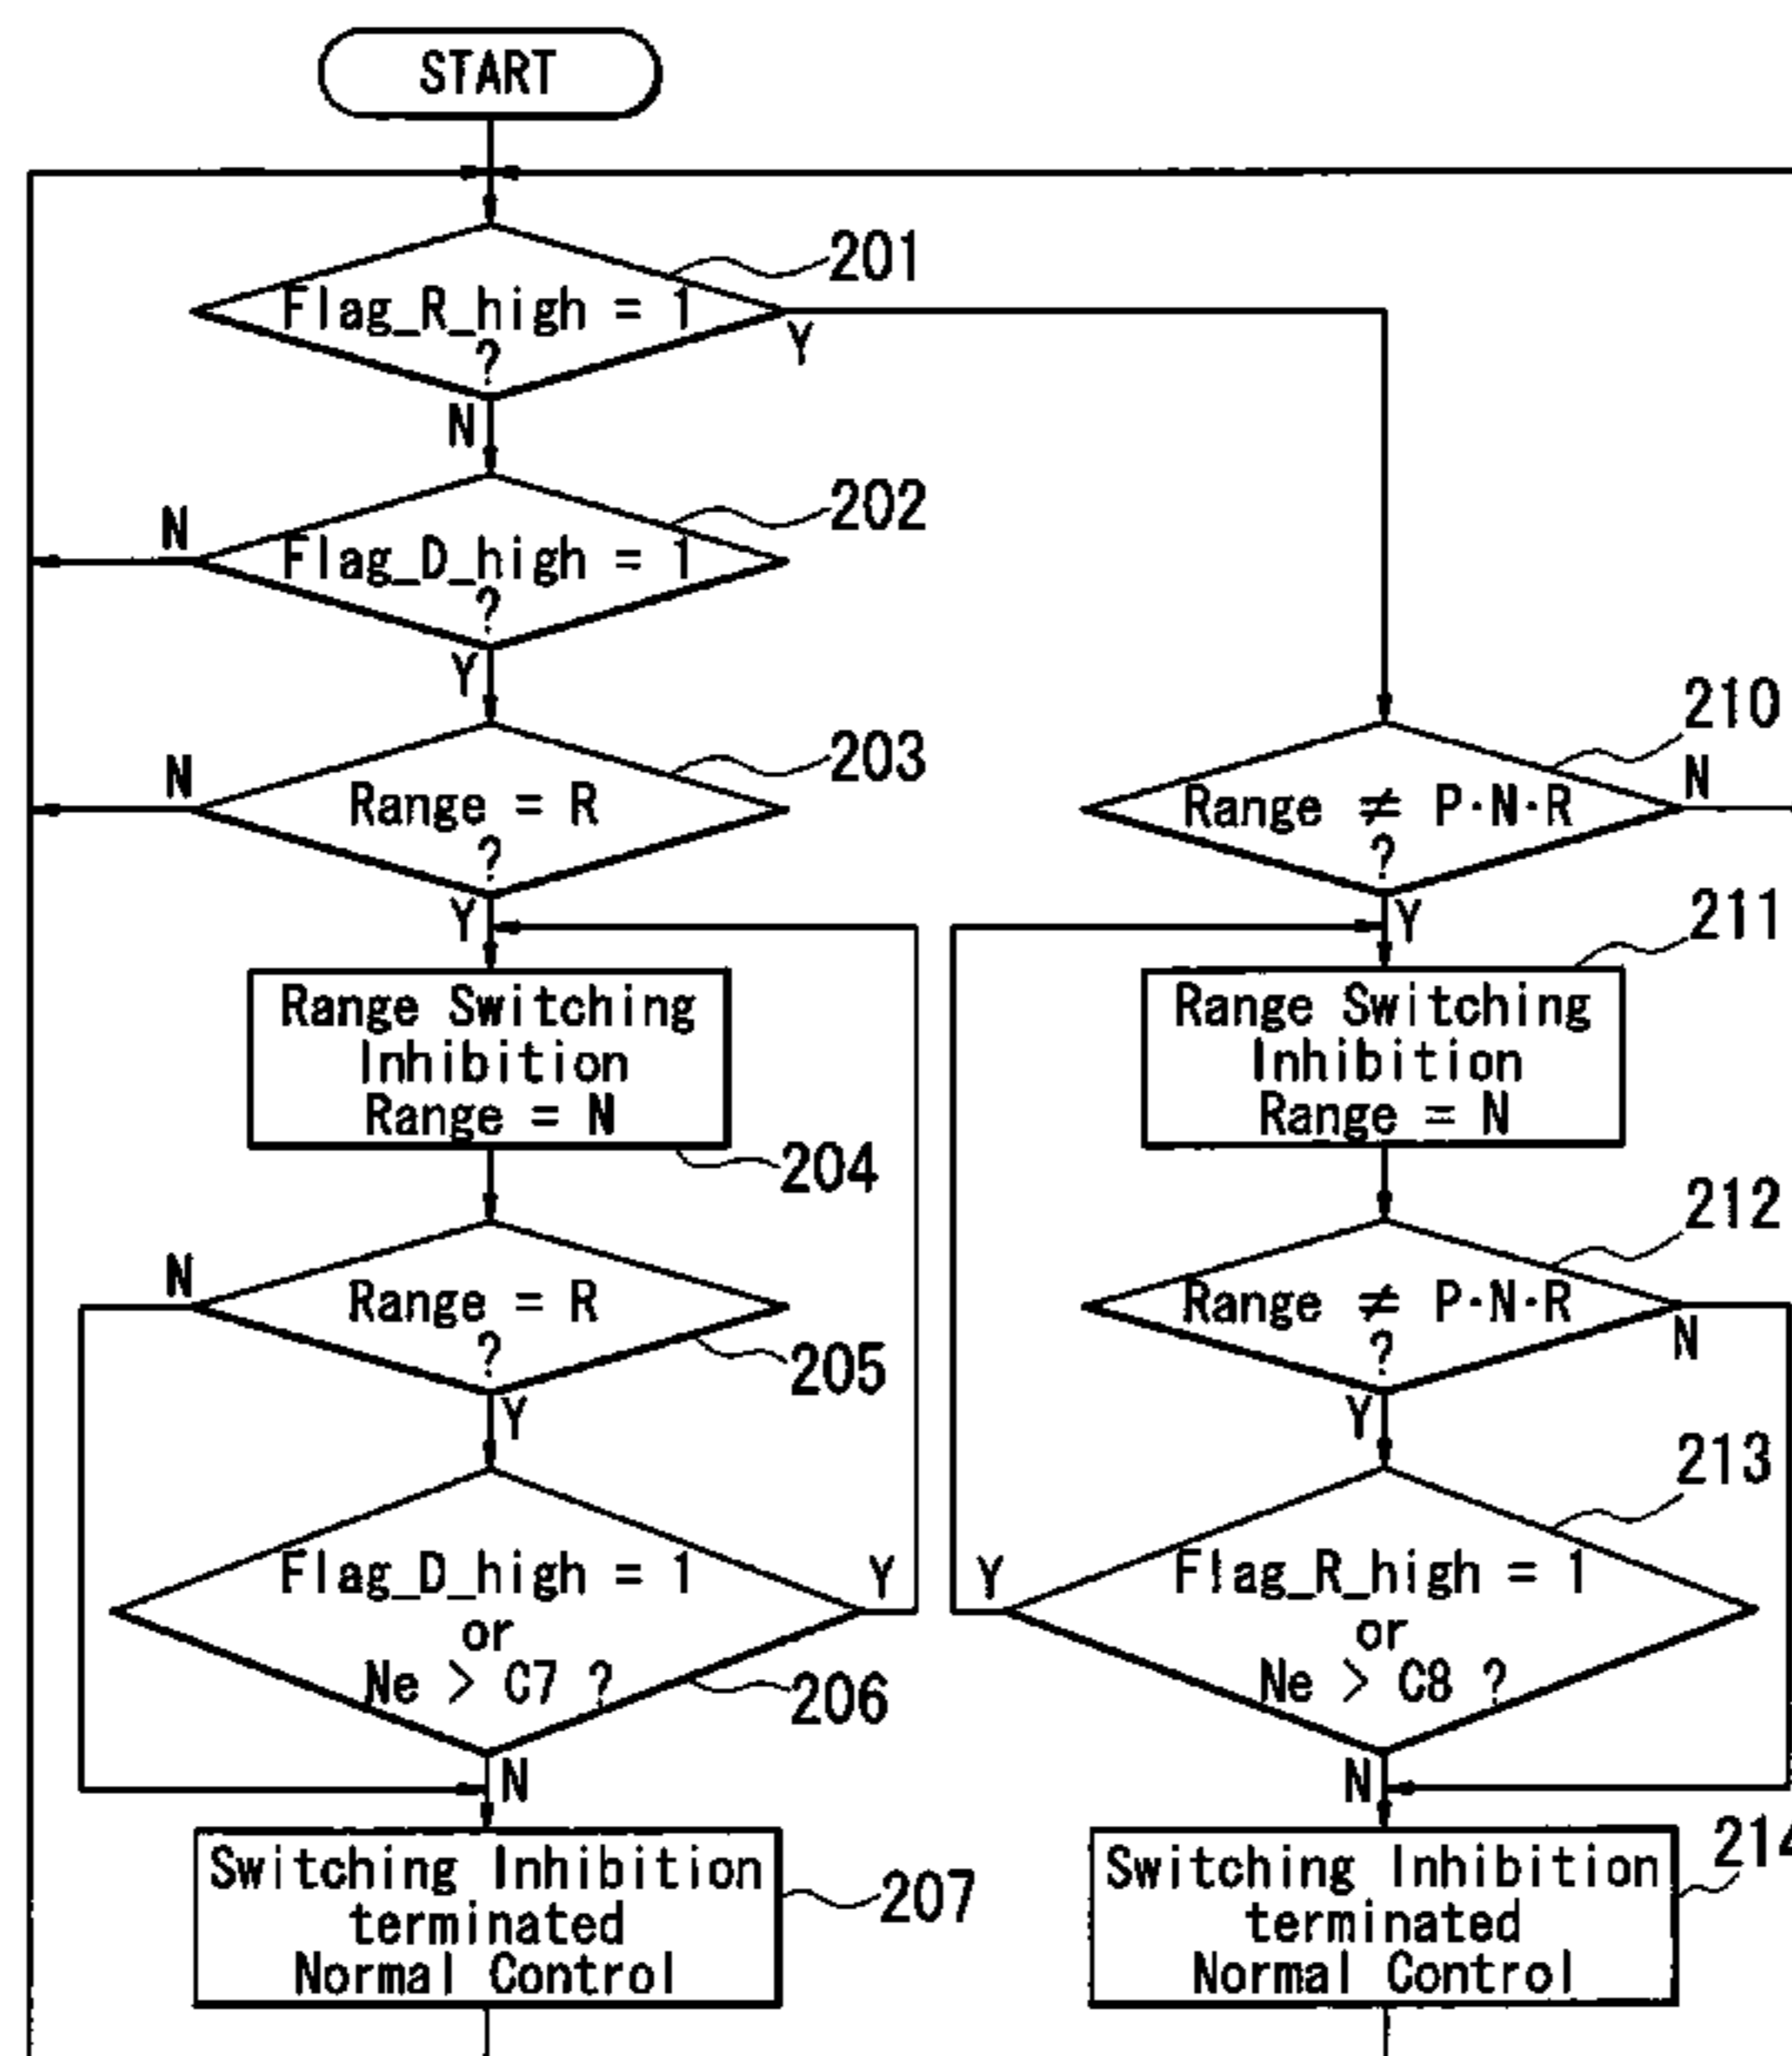 START
201
Flag_R_high = 1
?
Y
N
202
N
Flag_D_high = 1
?
Y
203
N
Range = R
?
Y
Range Switching
Inhibition
Range = N
204
N
Range = R
?
205
Y
Flag_D_high = 1
or
Ne > C7 ?
Y
206
N
Switching Inhibition
terminated
Normal Control
207
210
Range ≠ P·N·R
?
N
Y
211
Range Switching
Inhibition
Range = N
212
Range ≠ P·N·R
?
N
Y
213
Y
Flag_R_high = 1
or
Ne > C8 ?
N
214
Switching Inhibition
terminated
Normal Control